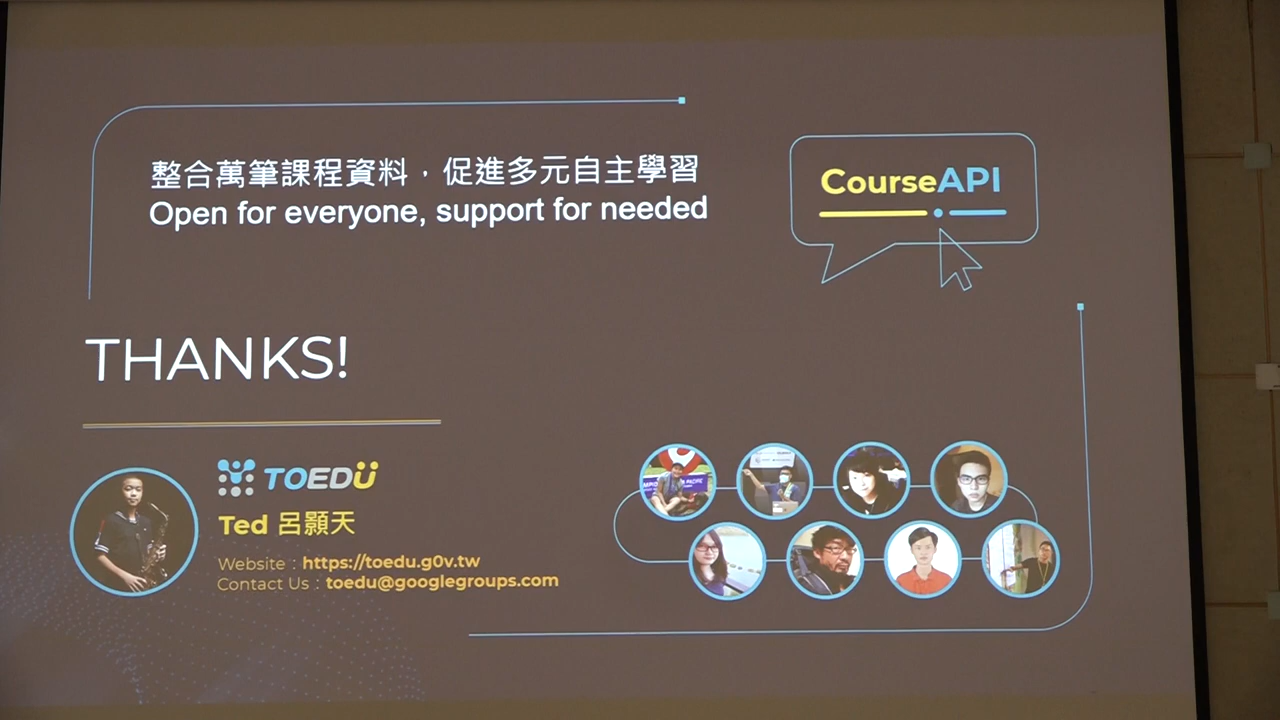 整合萬筆課程資料，促進多元自主學習
Open for everyone, support for needed
CourseAPI
THANKS!
TOEDU
Ted 呂顥天
Website : https://toedu.g0v.tw
Contact Us : toedu@googlegroups.com